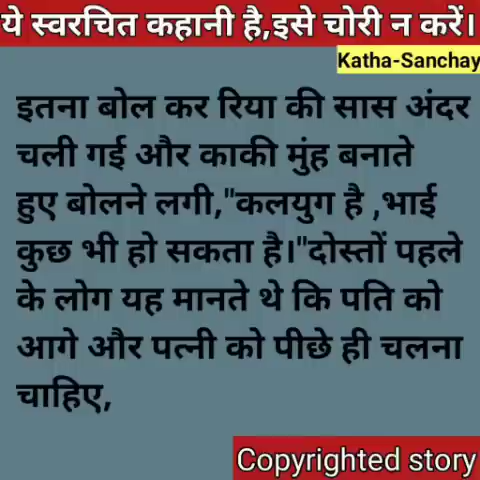 ये स्वरचित कहानी है,इसे चोरी न करें।
Katha-Sanchay
इतना बोल कर रिया की सास अंदर
चली गई और काकी मुंह बनाते
हुए बोलने लगी,"कलयुग है ,भाई
कुछ भी हो सकता है।"दोस्तों पहले
के लोग यह मानते थे कि पति को
आगे और पत्नी को पीछे ही चलना
चाहिए,
Copyrighted story